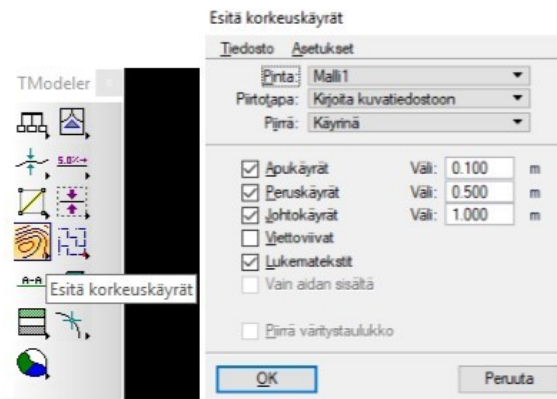 TModeler
5.0%
A-A
Esitä korkeuskäyrät
Esitä korkeuskäyrät
Tiedosto Asetukset
Pinta: Malli1
Piirtotapa: Kirjoita kuvatiedostoon
Piirrä: Käyrinä
Apukäyrät Väli: 0.100 m
Peruskäyrät Väli: 0.500 m
Johtokäyrät Väli: 1.000 m
Viettoviivat
Lukematekstit
Vain aidan sisältä
Piirrä väritystaulukko
OK Peruuta